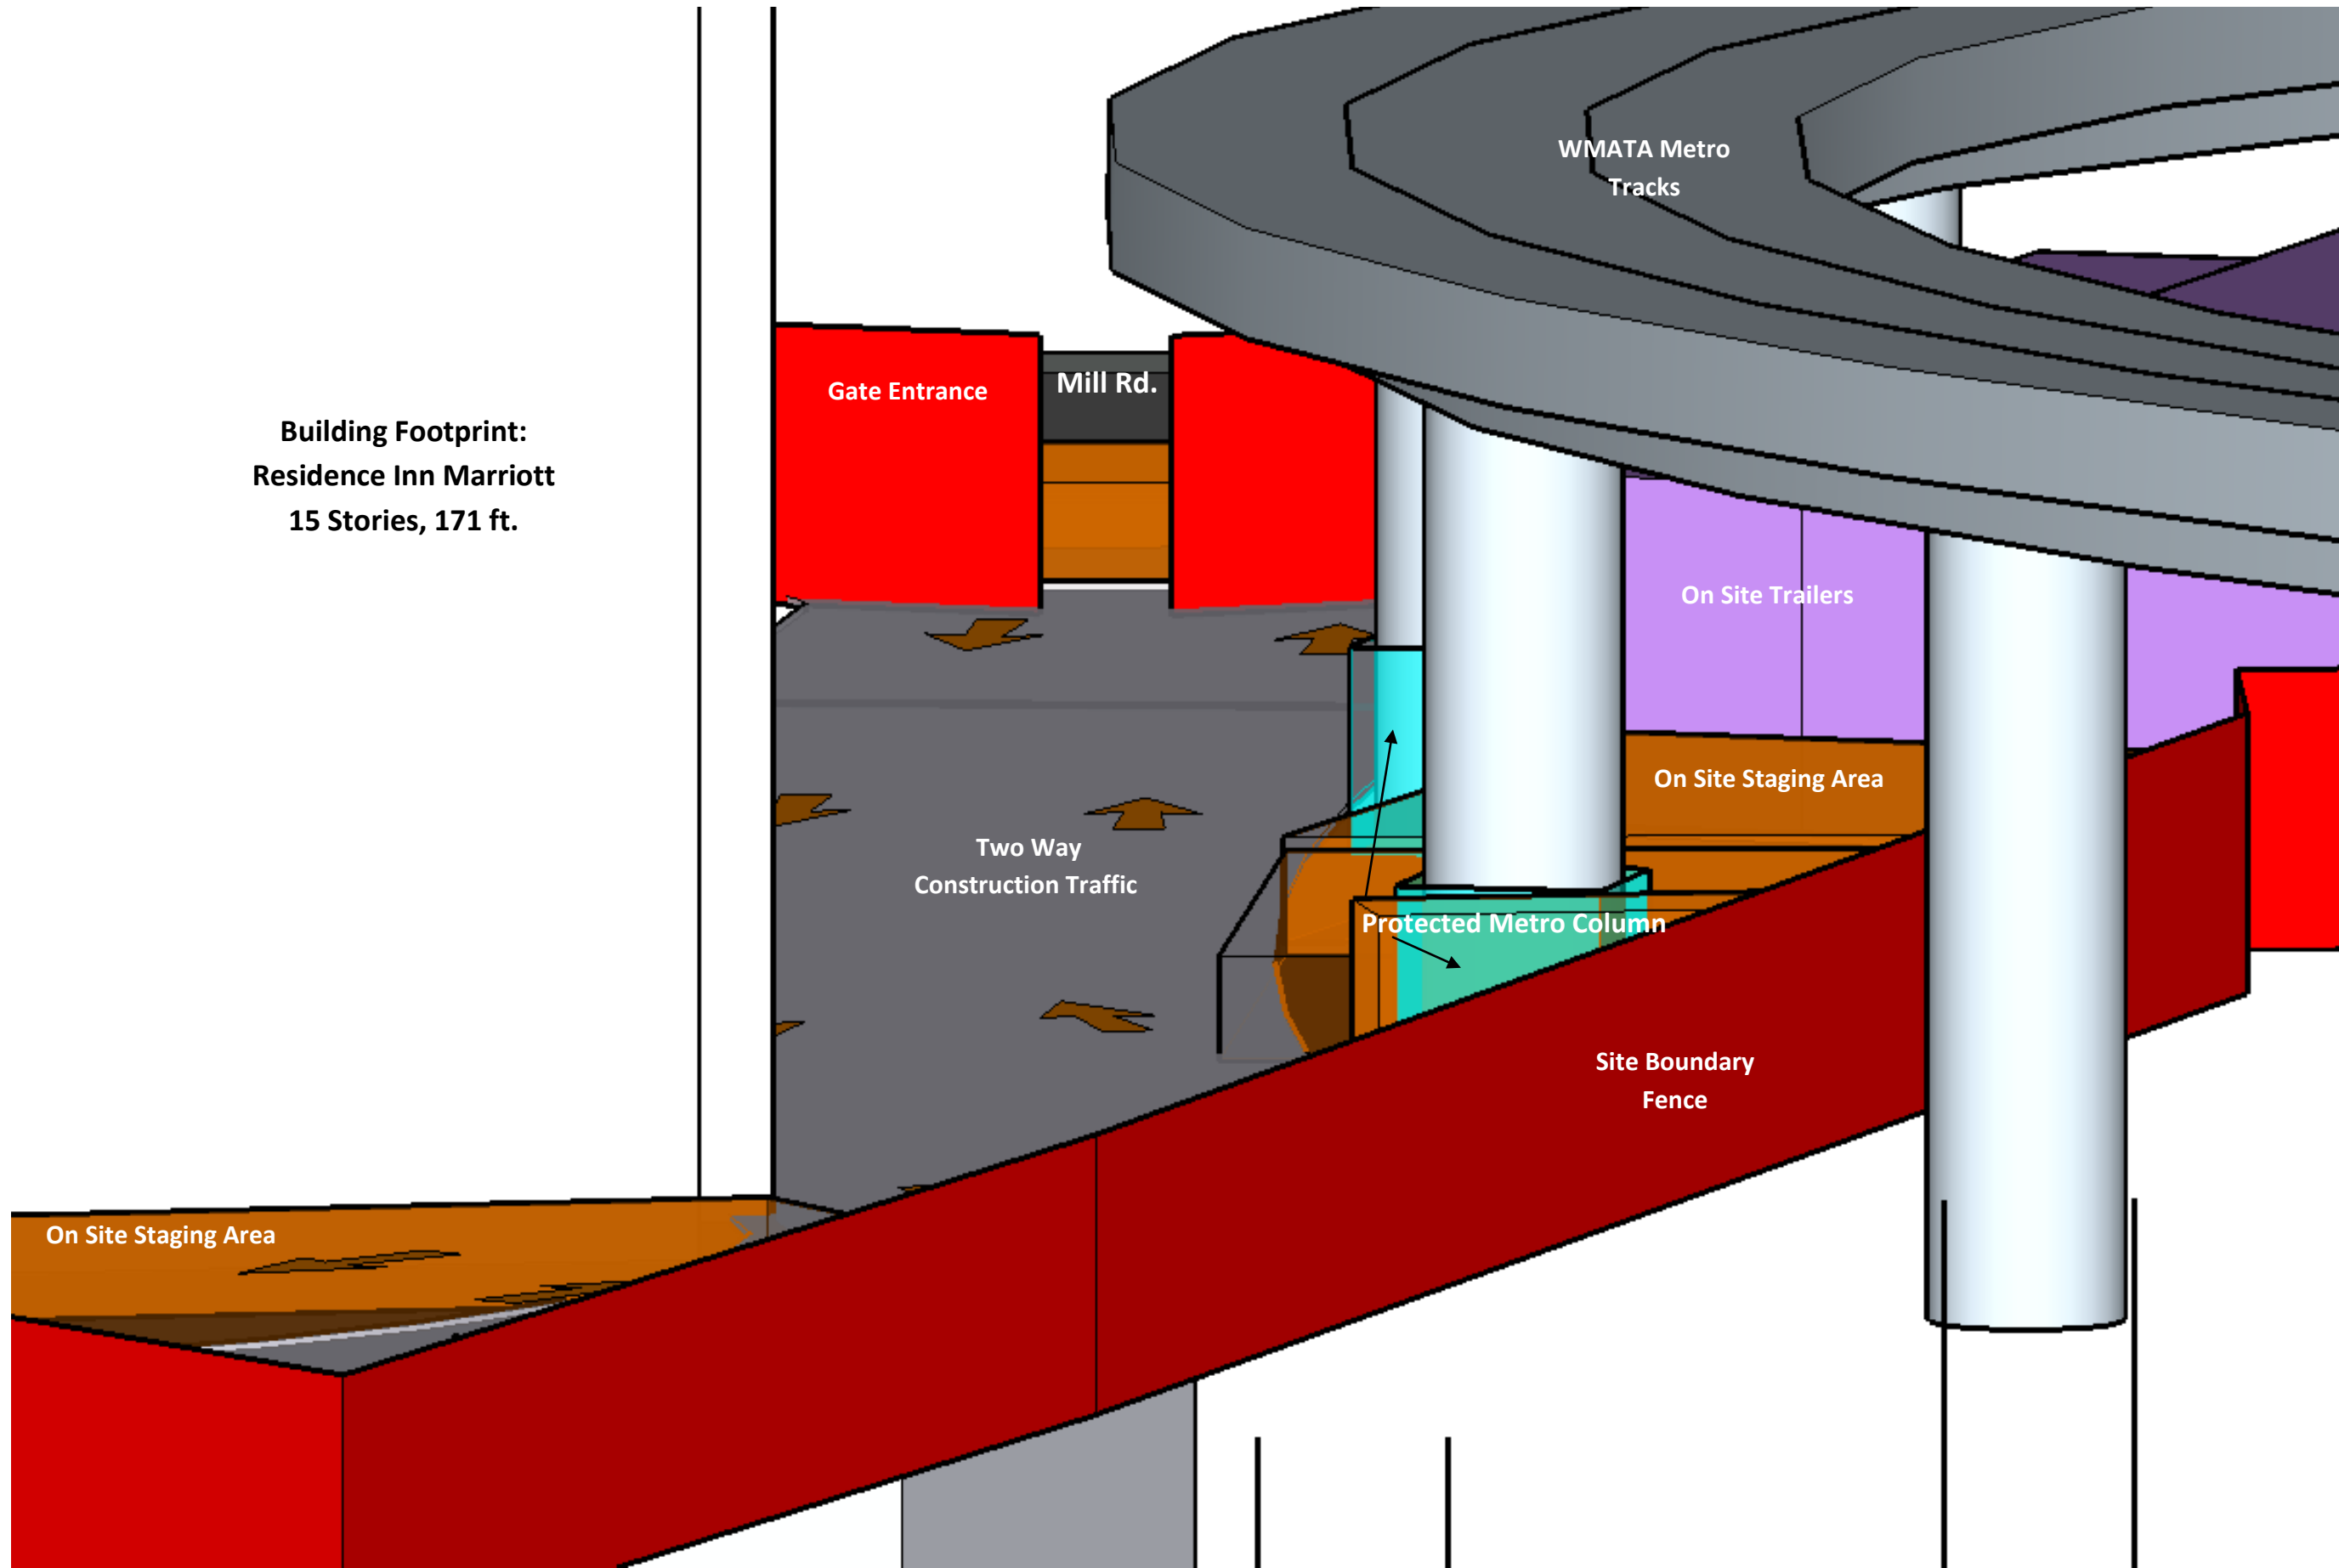 WMATA Metro
Tracks
Gate Entrance
Mill Rd.
Building Footprint:
Residence Inn Marriott
15 Stories, 171 ft.
On Site Trailers
On Site Staging Area
Two Way
Construction Traffic
Protected Metro Column
Site Boundary
Fence
On Site Staging Area